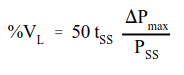 %V_L = 50 t_SS ΔP_max / P_SS